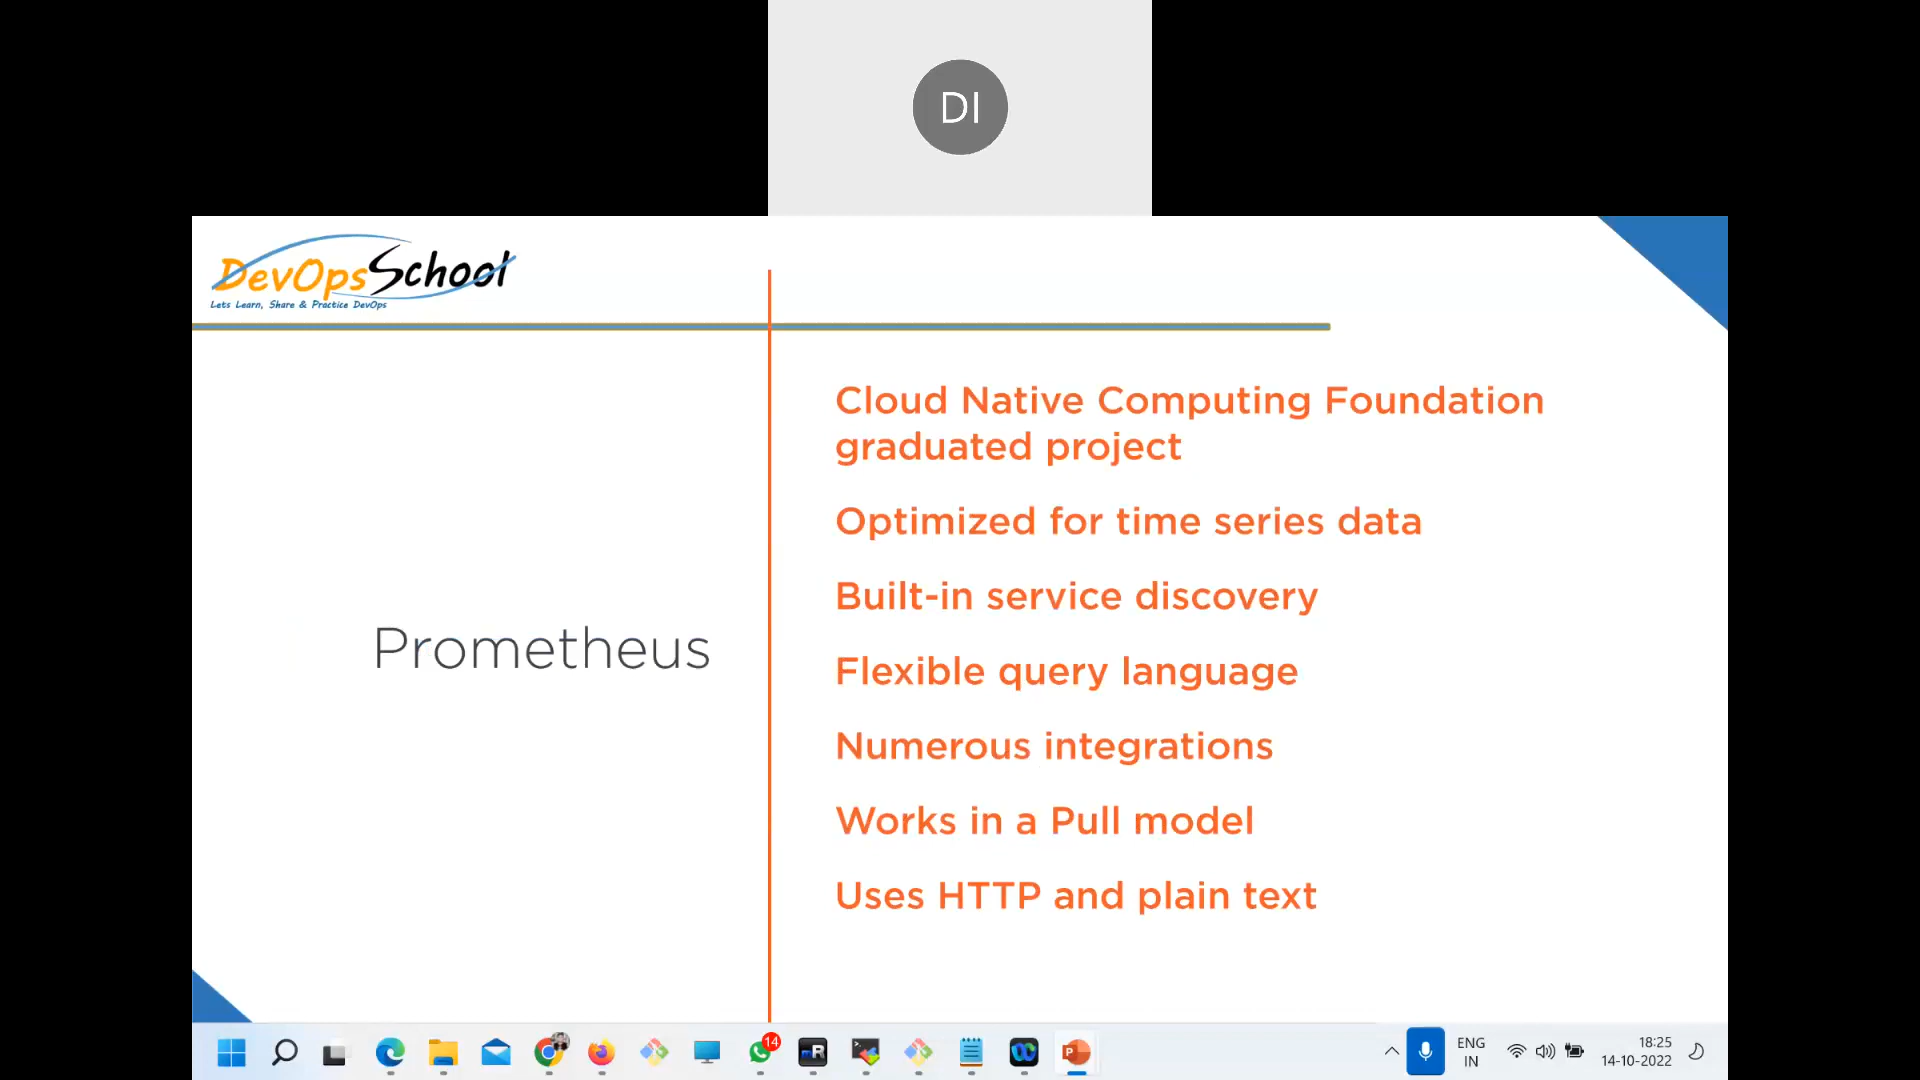 DI
DevOpsSchool
Lets Learn, Share & Practice DevOps
Prometheus
Cloud Native Computing Foundation
graduated project
Optimized for time series data
Built-in service discovery
Flexible query language
Numerous integrations
Works in a Pull model
Uses HTTP and plain text
14
R
P
ENG
IN
18:25
14-10-2022